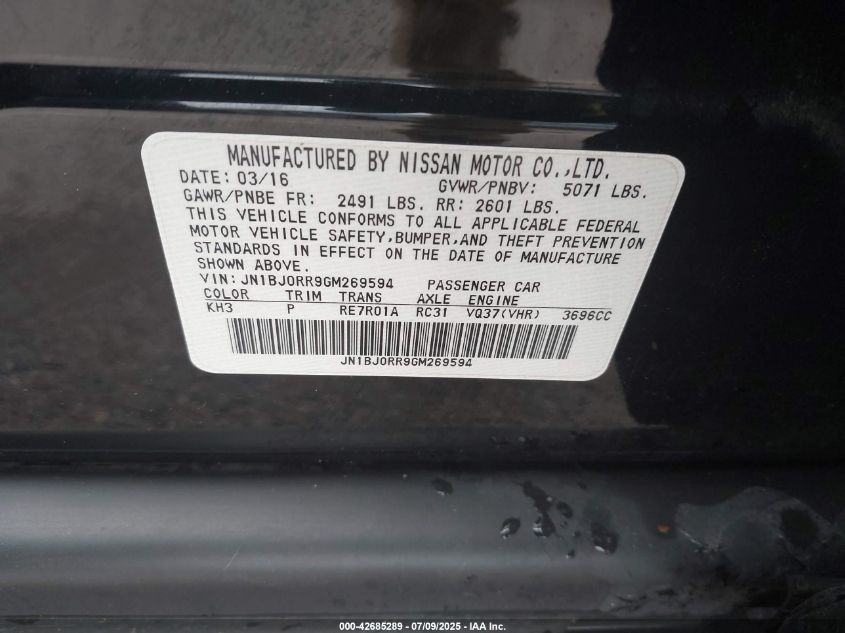 MANUFACTURED BY NISSAN MOTOR CO.,LTD.
DATE: 03/16 GVWR/PNBV: 5071 LBS.
GAWR/PNBE FR: 2491 LBS. RR: 2601 LBS.
THIS VEHICLE CONFORMS TO ALL APPLICABLE FEDERAL
MOTOR VEHICLE SAFETY,BUMPER,AND THEFT PREVENTION
STANDARDS IN EFFECT ON THE DATE OF MANUFACTURE
SHOWN ABOVE.
VIN: JN1BJ0RR9GM269594 PASSENGER CAR
COLOR TRIM TRANS AXLE ENGINE
KH3 P RE7R01A RC31 VQ37(VHR) 3696CC
JN1BJ0RR9GM269594
000-42685289 - 07/09/2025 - IAA Inc.